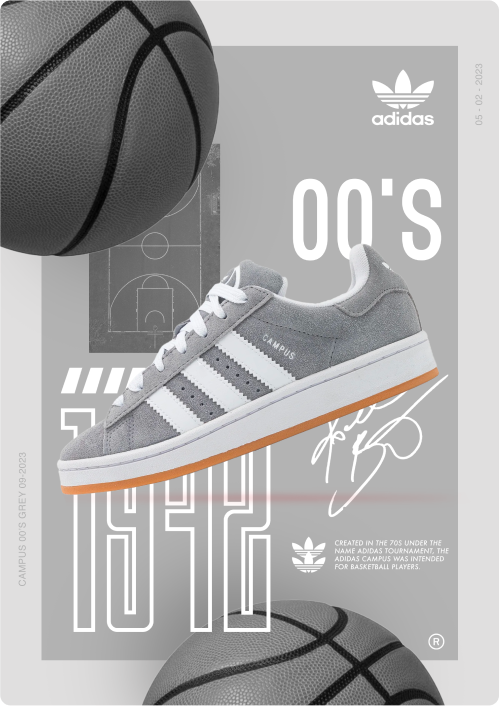 adidas
05 - 02 - 2023
00'S
CAMPUS
1972
CREATED IN THE 70S UNDER THE
NAME ADIDAS TOURNAMENT, THE
ADIDAS CAMPUS WAS INTENDED
FOR BASKETBALL PLAYERS.
CAMPUS 00'S GREY 09-2023
®